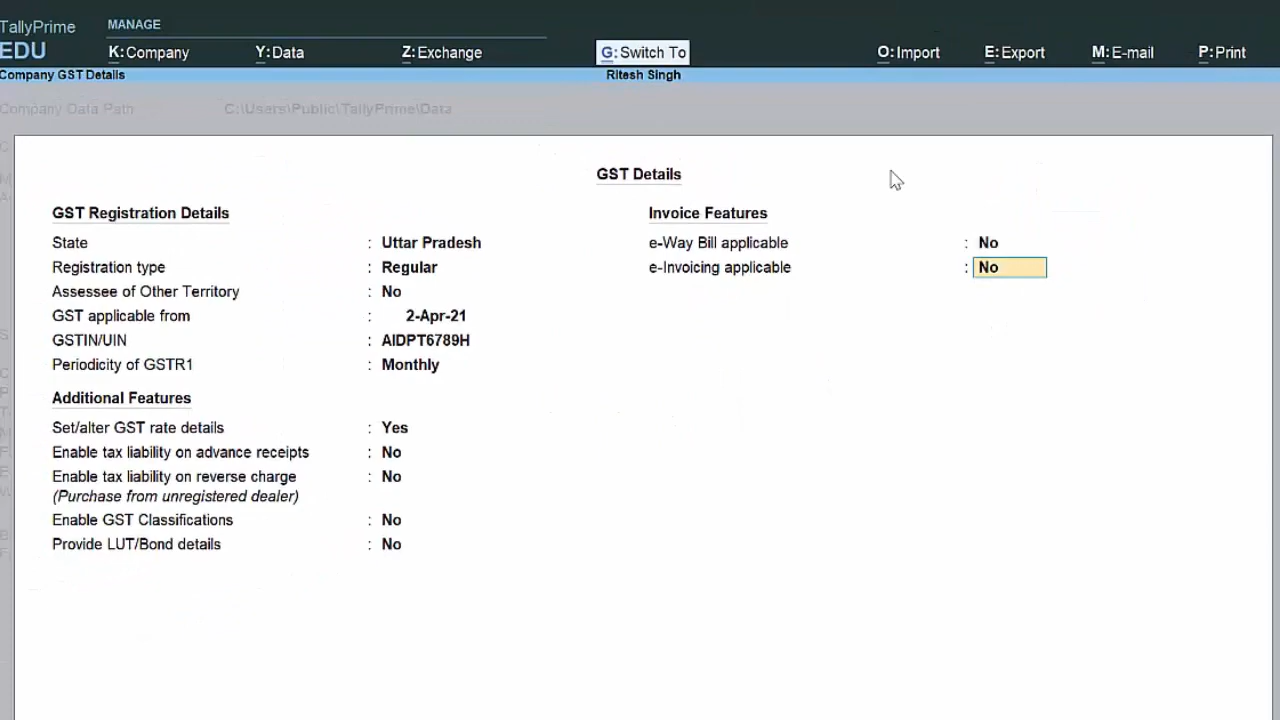 TallyPrime
MANAGE
EDU
K:Company
Y:Data
Z:Exchange
G:Switch To
O:Import
E:Export
M:E-mail
P:Print
Company GST Details
Ritesh Singh
Company Data Path
C:\Users\Public\TallyPrime\Data
GST Details
GST Registration Details
State : Uttar Pradesh
Registration type : Regular
Assessee of Other Territory : No
GST applicable from : 2-Apr-21
GSTIN/UIN : AIDPT6789H
Periodicity of GSTR1 : Monthly
Additional Features
Set/alter GST rate details : Yes
Enable tax liability on advance receipts : No
Enable tax liability on reverse charge : No
(Purchase from unregistered dealer)
Enable GST Classifications : No
Provide LUT/Bond details : No
Invoice Features
e-Way Bill applicable : No
e-Invoicing applicable : No